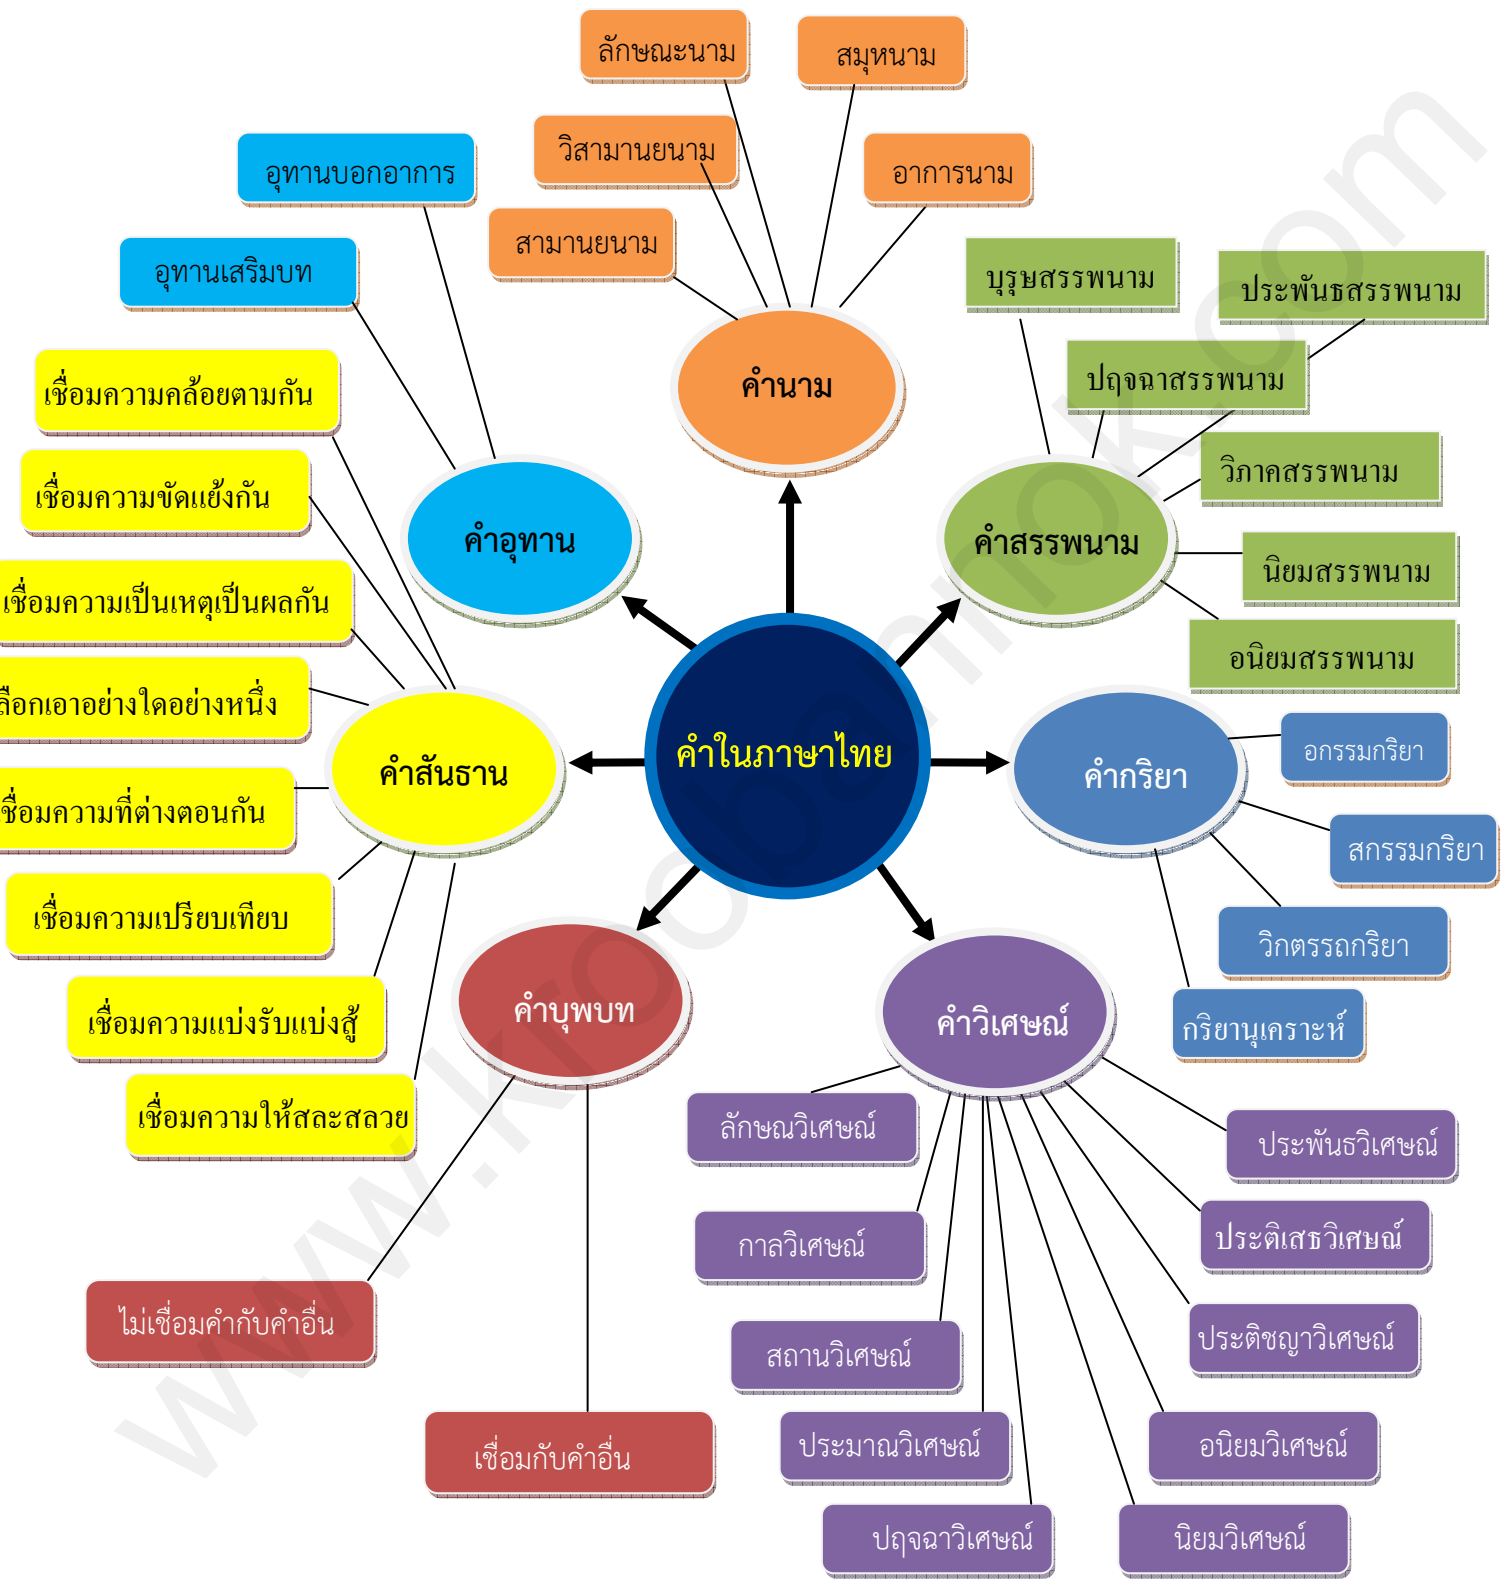 ลักษณะนาม
สมุหนาม
วิสามานยนาม
อาการนาม
สามานยนาม
คำนาม
อุทานบอกอาการ
อุทานเสริมบท
คำอุทาน
บุรุษสรรพนาม
ประพันธสรรพนาม
ปฤจฉาสรรพนาม
วิภาคสรรพนาม
นิยมสรรพนาม
อนิยมสรรพนาม
คำสรรพนาม
เชื่อมความคล้อยตามกัน
เชื่อมความขัดแย้งกัน
เชื่อมความเป็นเหตุเป็นผลกัน
ลือกเอาอย่างใดอย่างหนึ่ง
ชื่อมความที่ต่างตอนกัน
เชื่อมความเปรียบเทียบ
เชื่อมความแบ่งรับแบ่งสู้
เชื่อมความให้สละสลวย
คำสันธาน
คำในภาษาไทย
คำกริยา
อกรรมกริยา
สกรรมกริยา
วิกตรรถกริยา
กริยานุเคราะห์
คำบุพบท
ไม่เชื่อมคำกับคำอื่น
เชื่อมกับคำอื่น
คำวิเศษณ์
ลักษณวิเศษณ์
กาลวิเศษณ์
สถานวิเศษณ์
ประมาณวิเศษณ์
ปฤจฉาวิเศษณ์
นิยมวิเศษณ์
อนิยมวิเศษณ์
ประติชญาวิเศษณ์
ประติเสธวิเศษณ์
ประพันธวิเศษณ์
www.kroobannok.com